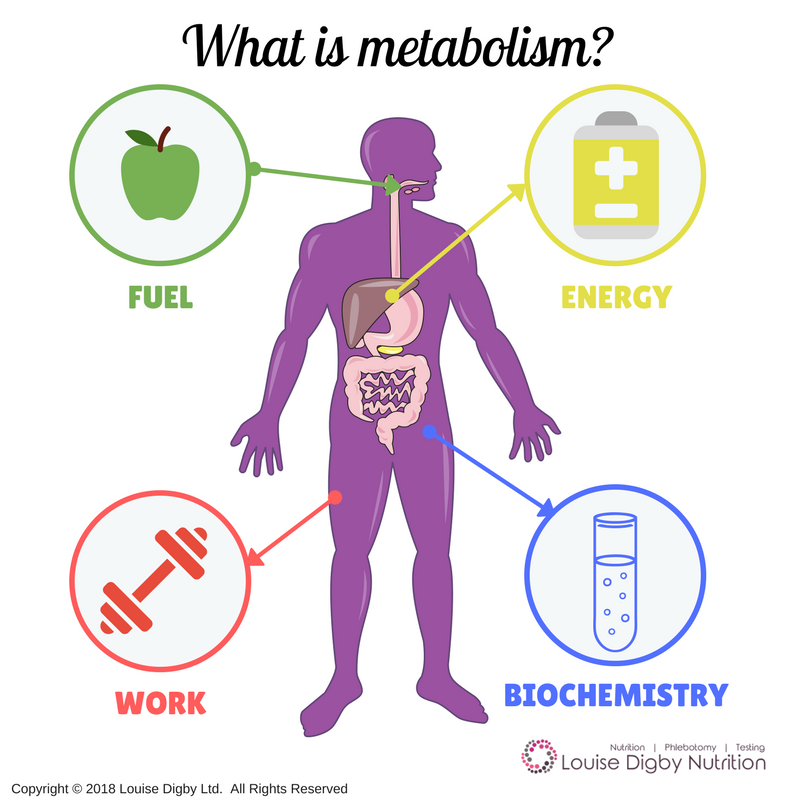 What is metabolism?
FUEL
ENERGY
WORK
BIOCHEMISTRY
Nutrition | Phlebotomy | Testing
Louise Digby Nutrition
Copyright © 2018 Louise Digby Ltd. All Rights Reserved